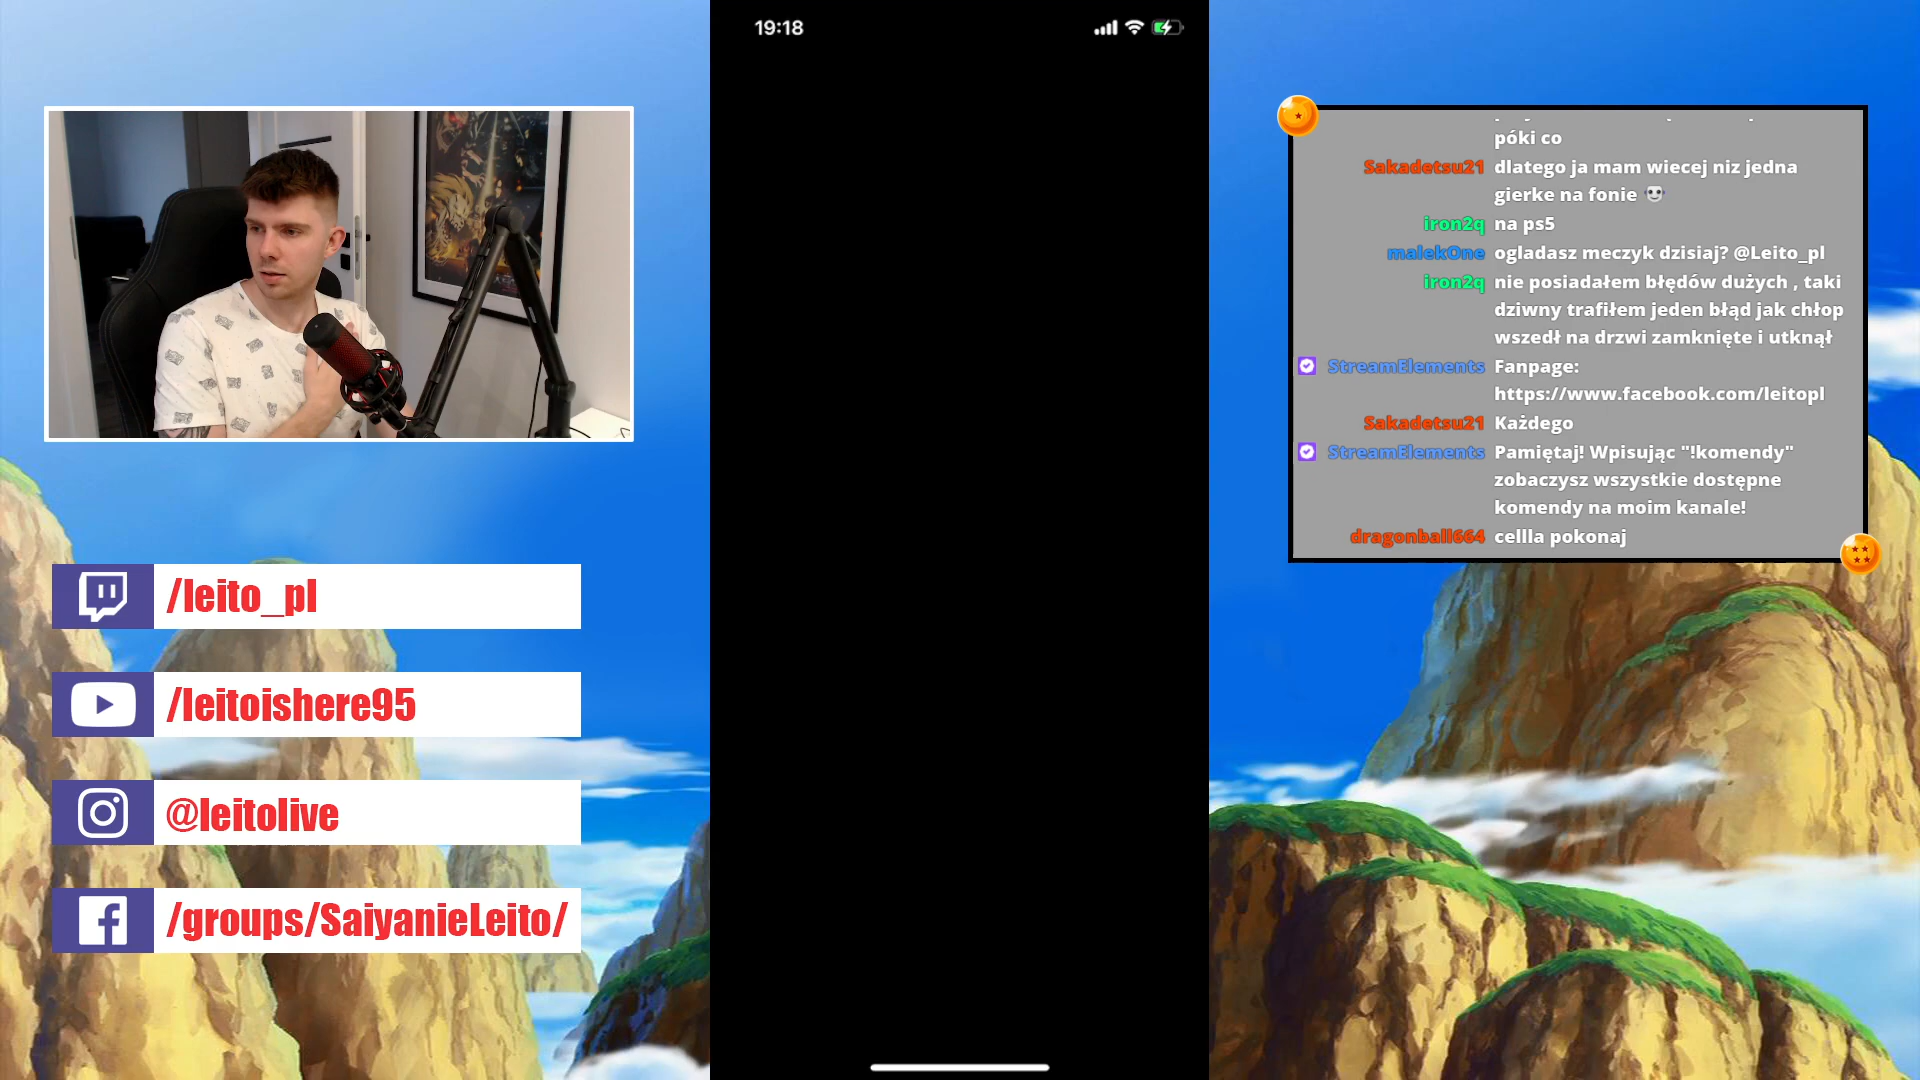 19:18
/leito_pl
/leitoishere95
@leitolive
/groups/SaiyanieLeito/
póki co
Sakadetsu21 dlatego ja mam wiecej niz jedna
gierke na fonie
iron2q na ps5
malekOne ogladasz meczyk dzisiaj? @Leito_pl
iron2q nie posiadałem błędów dużych , taki
dziwny trafiłem jeden błąd jak chłop
wszedł na drzwi zamknięte i utknął
StreamElements Fanpage:
https://www.facebook.com/leitopl
Sakadetsu21 Każdego
StreamElements Pamiętaj! Wpisując "!komendy"
zobaczysz wszystkie dostępne
komendy na moim kanale!
dragonball664 cellla pokonaj